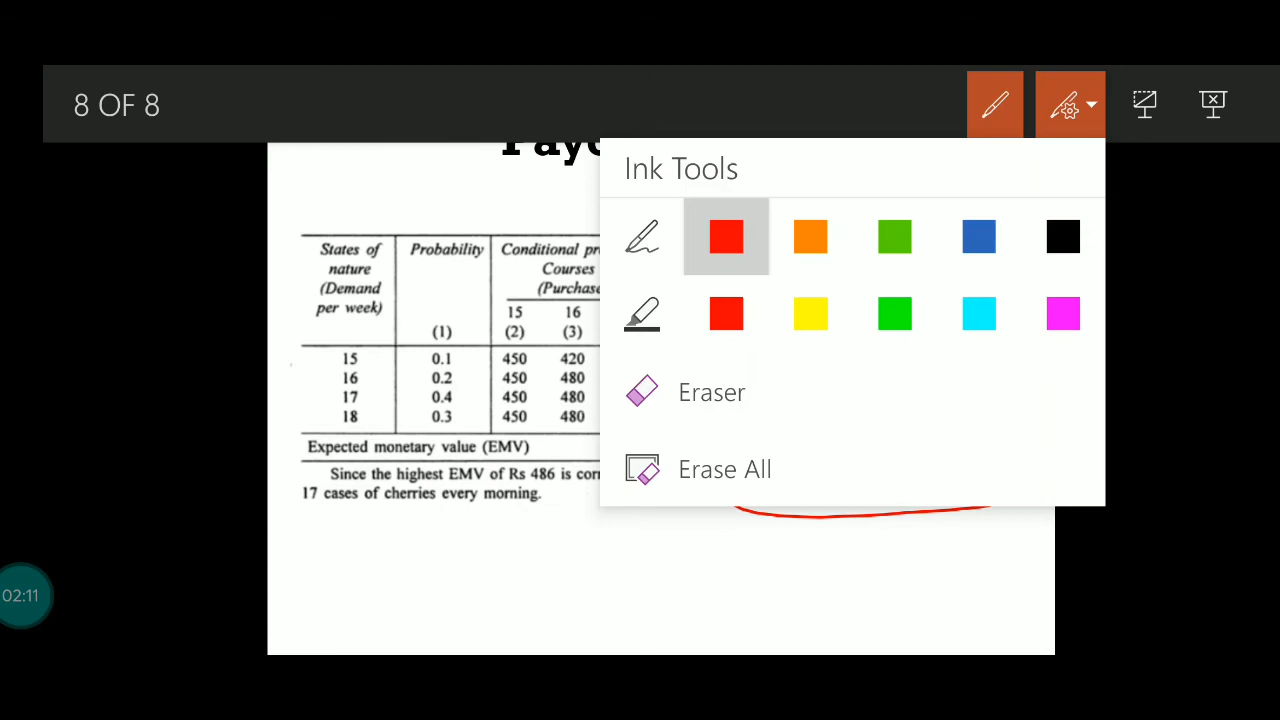 8 OF 8
Ink Tools
States of nature (Demand per week) Probability (1) Courses
(Purchase
15 16
(2) (3)
15 0.1 450 420
16 0.2 450 480
17 0.4 450 480
18 0.3 450 480
Expected monetary value (EMV)
Since the highest EMV of Rs 486 is
17 cases of cherries every morning.
Eraser
Erase All
02:11